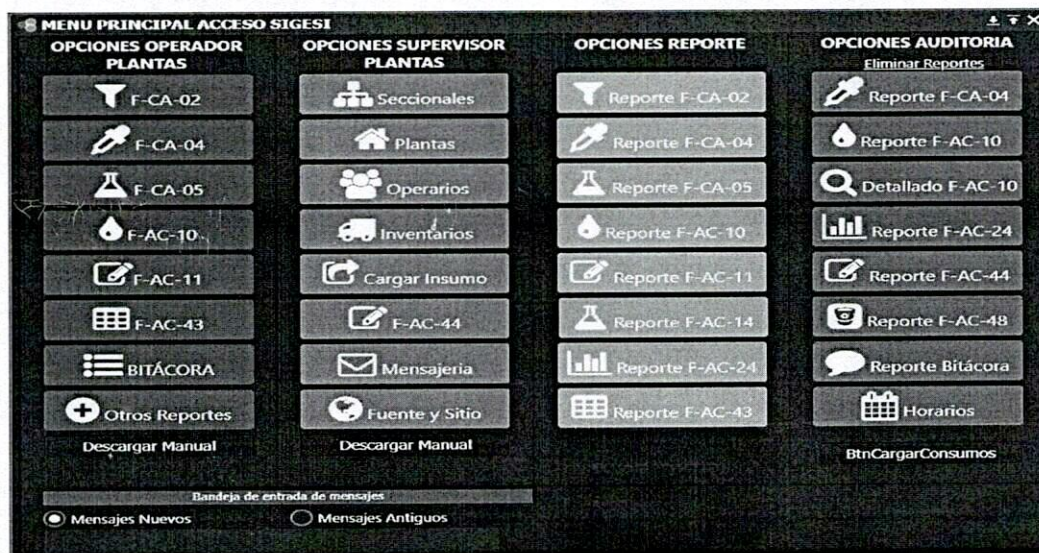 MENU PRINCIPAL ACCESO SIGESI
OPCIONES OPERADOR
PLANTAS
F-CA-02
F-CA-04
F-CA-05
F-AC-10
F-AC-11
F-AC-43
BITÁCORA
Otros Reportes
Descargar Manual
OPCIONES SUPERVISOR
PLANTAS
Seccionales
Plantas
Operarios
Inventarios
Cargar Insumo
F-AC-44
Mensajeria
Fuente y Sitio
Descargar Manual
OPCIONES REPORTE
Reporte F-CA-02
Reporte F-CA-04
Reporte F-CA-05
Reporte F-AC-10
Reporte F-AC-11
Reporte F-AC-14
Reporte F-AC-24
Reporte F-AC-43
OPCIONES AUDITORIA
Eliminar Reportes
Reporte F-CA-04
Reporte F-AC-10
Detallado F-AC-10
Reporte F-AC-24
Reporte F-AC-44
Reporte F-AC-48
Reporte Bitácora
Horarios
BtnCargarConsumos
Bandeja de entrada de mensajes
Mensajes Nuevos
Mensajes Antiguos